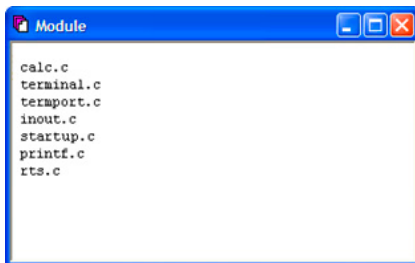 Module
calc.c
terminal.c
termport.c
inout.c
startup.c
printf.c
rts.c